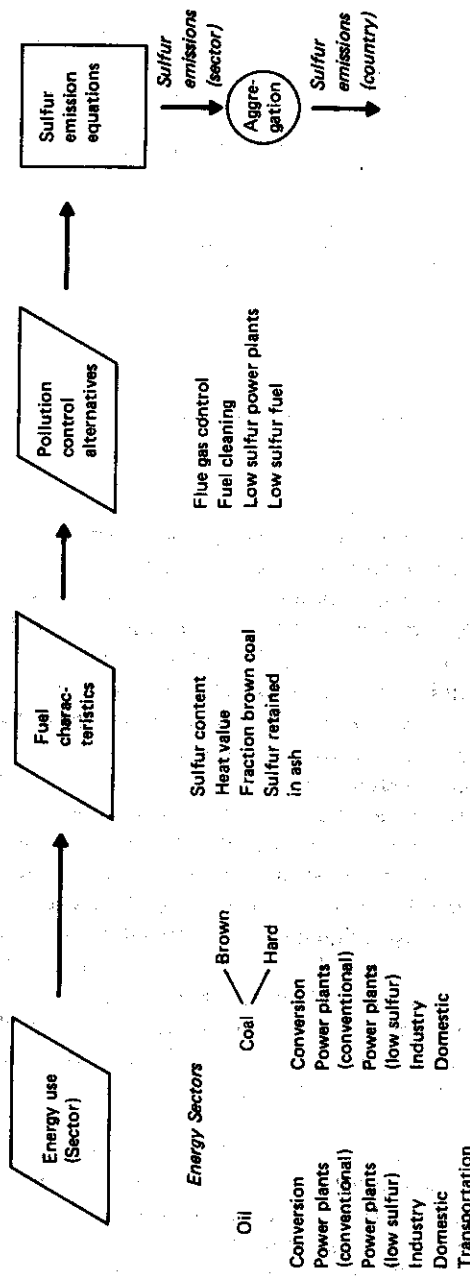 Energy use
(Sector)
Fuel
charac-
teristics
Pollution
control
alternatives
Sulfur
emission
equations
Sulfur
emissions
(sector)
Aggre-
gation
Sulfur
emissions
(country)
Energy Sectors
Oil
Conversion
Power plants
(conventional)
Power plants
(low sulfur)
Industry
Domestic
Transportation
Coal
Brown
Hard
Conversion
Power plants
(conventional)
Power plants
(low sulfur)
Industry
Domestic
Sulfur content
Heat value
Fraction brown coal
Sulfur retained
in ash
Flue gas control
Fuel cleaning
Low sulfur power plants
Low sulfur fuel